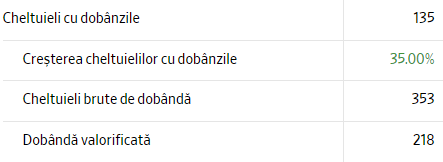 Cheltuieli cu dobânzile 135
Creșterea cheltuielilor cu dobânzile 35.00%
Cheltuieli brute de dobândă 353
Dobândă valorificată 218